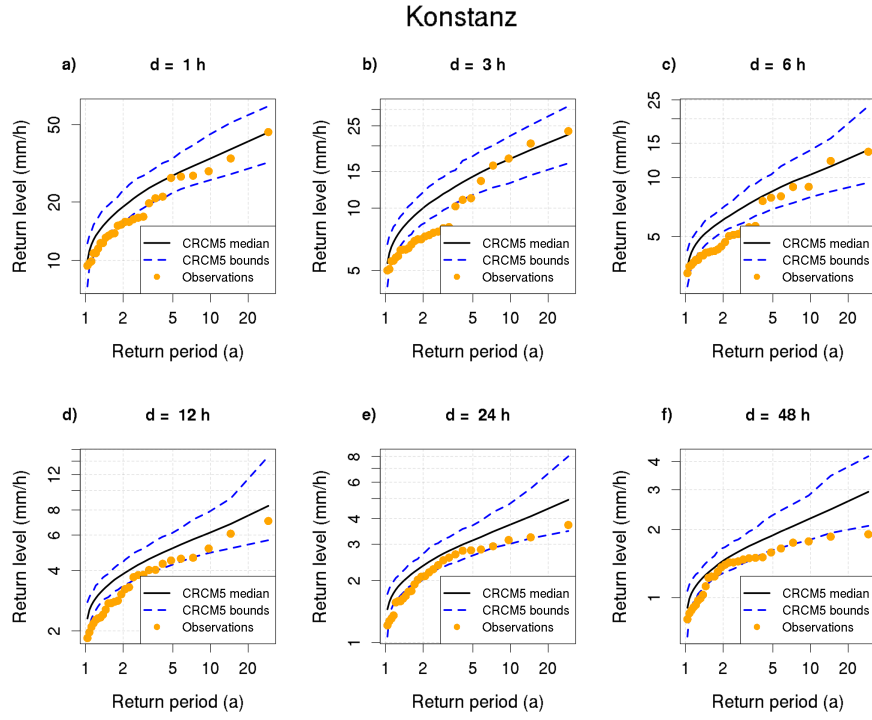 Konstanz
a) d = 1 h
Return level (mm/h)
50
20
10
CRCM5 median
CRCM5 bounds
Observations
1 2 5 10 20
Return period (a)
b) d = 3 h
Return level (mm/h)
25
15
10
5
CRCM5 median
CRCM5 bounds
Observations
1 2 5 10 20
Return period (a)
c) d = 6 h
Return level (mm/h)
25
15
10
5
CRCM5 median
CRCM5 bounds
Observations
1 2 5 10 20
Return period (a)
d) d = 12 h
Return level (mm/h)
12
8
6
4
2
CRCM5 median
CRCM5 bounds
Observations
1 2 5 10 20
Return period (a)
e) d = 24 h
Return level (mm/h)
8
6
4
3
2
1
CRCM5 median
CRCM5 bounds
Observations
1 2 5 10 20
Return period (a)
f) d = 48 h
Return level (mm/h)
4
3
2
1
CRCM5 median
CRCM5 bounds
Observations
1 2 5 10 20
Return period (a)